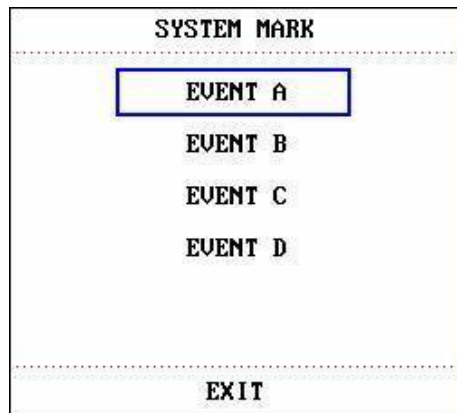 SYSTEM MARK
EVENT A
EVENT B
EVENT C
EVENT D
EXIT